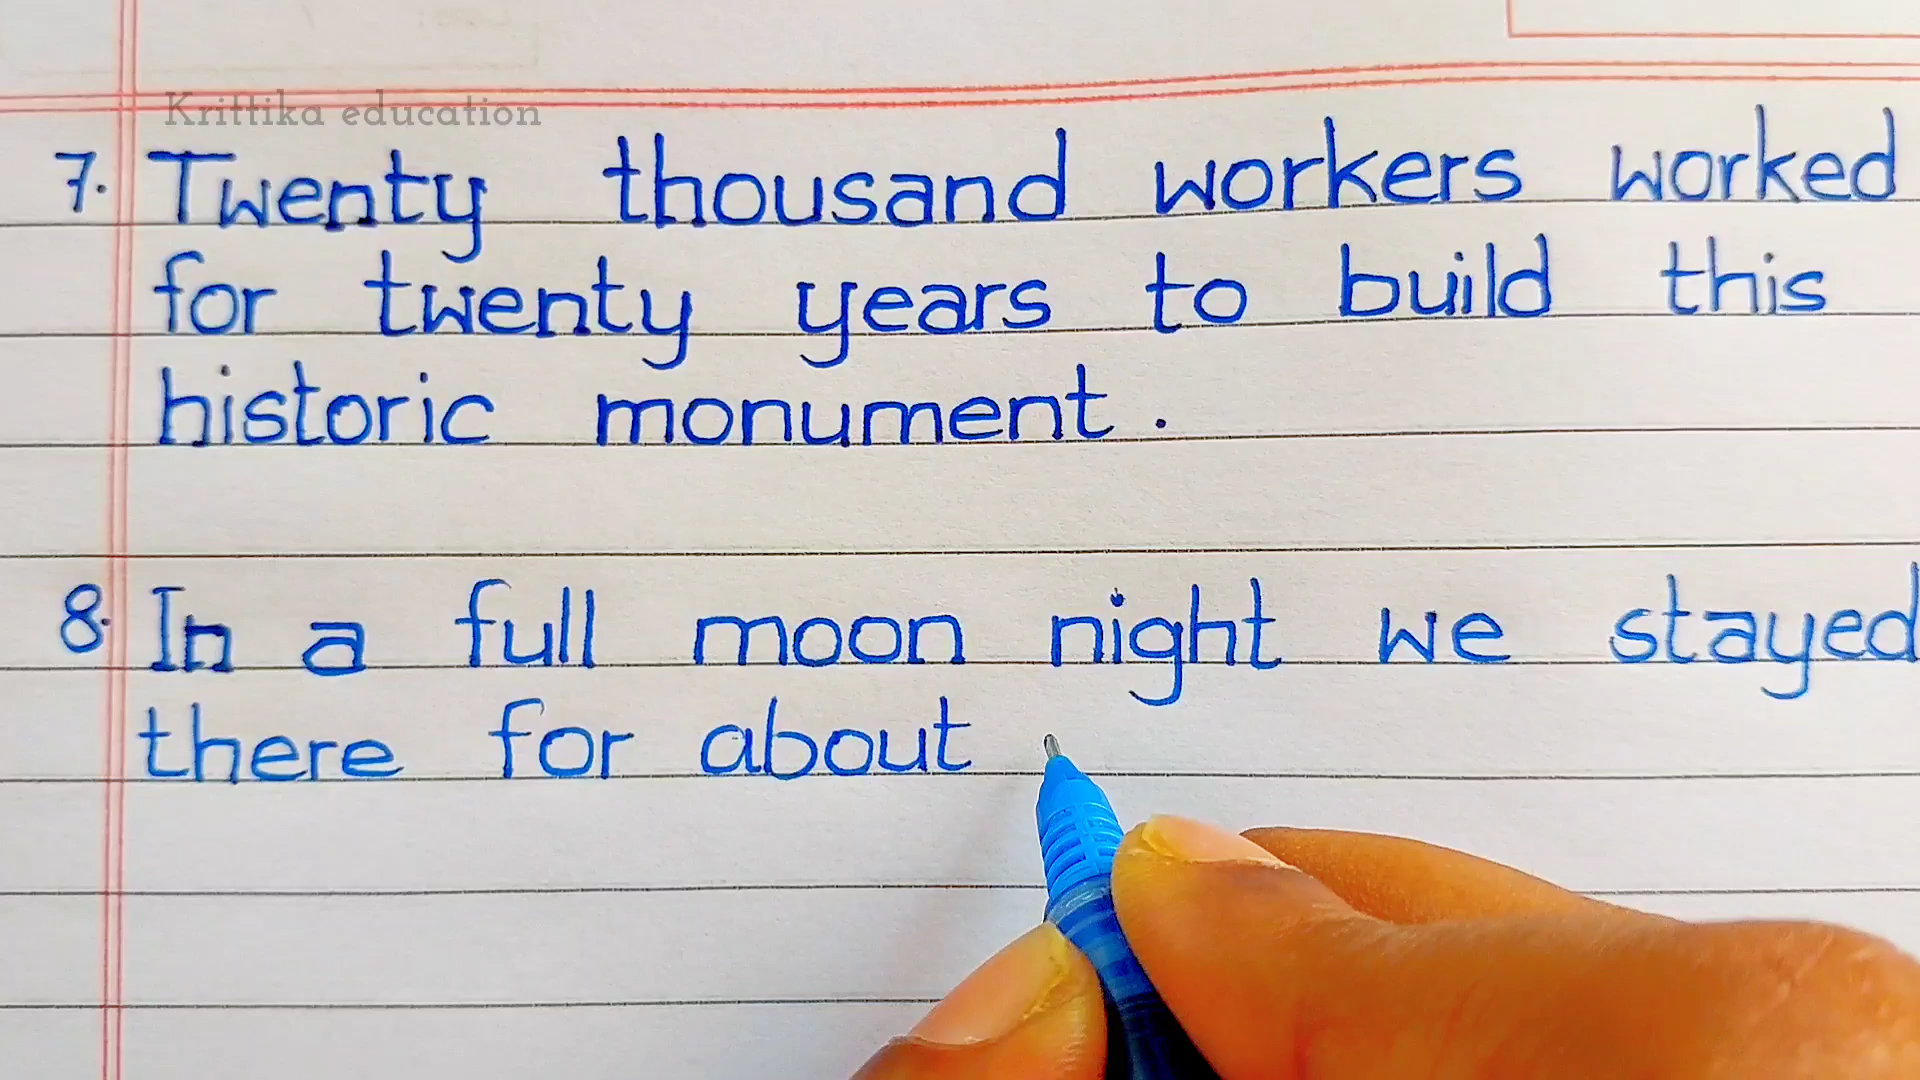 Krittika education
7. Twenty thousand workers worked
for twenty years to build this
historic monument.
8. In a full moon night we stayed
there for about